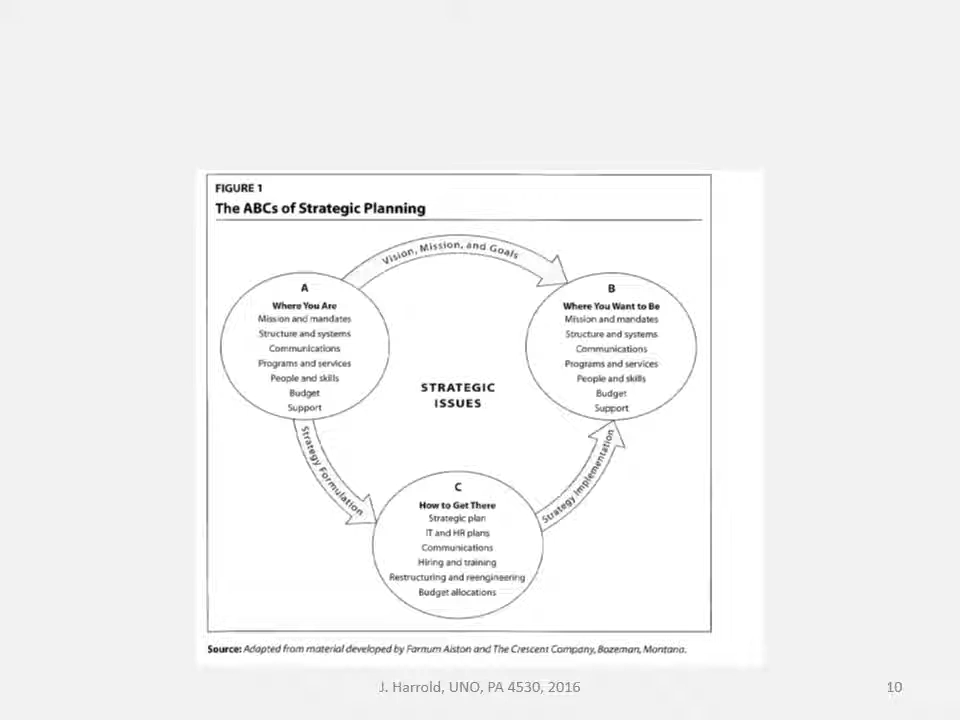 FIGURE 1
The ABCs of Strategic Planning
Vision, Mission, and Goals
A
Where You Are
Mission and mandates
Structure and systems
Communications
Programs and services
People and skills
Budget
Support
B
Where You Want to Be
Mission and mandates
Structure and systems
Communications
Programs and services
People and skills
Budget
Support
STRATEGIC
ISSUES
Strategy Formulation
Strategy Implementation
C
How to Get There
Strategic plan
IT and HR plans
Communications
Hiring and training
Restructuring and reengineering
Budget allocations
Source: Adapted from material developed by Farnum Alston and The Crescent Company, Bozeman, Montana.
J. Harrold, UNO, PA 4530, 2016
10